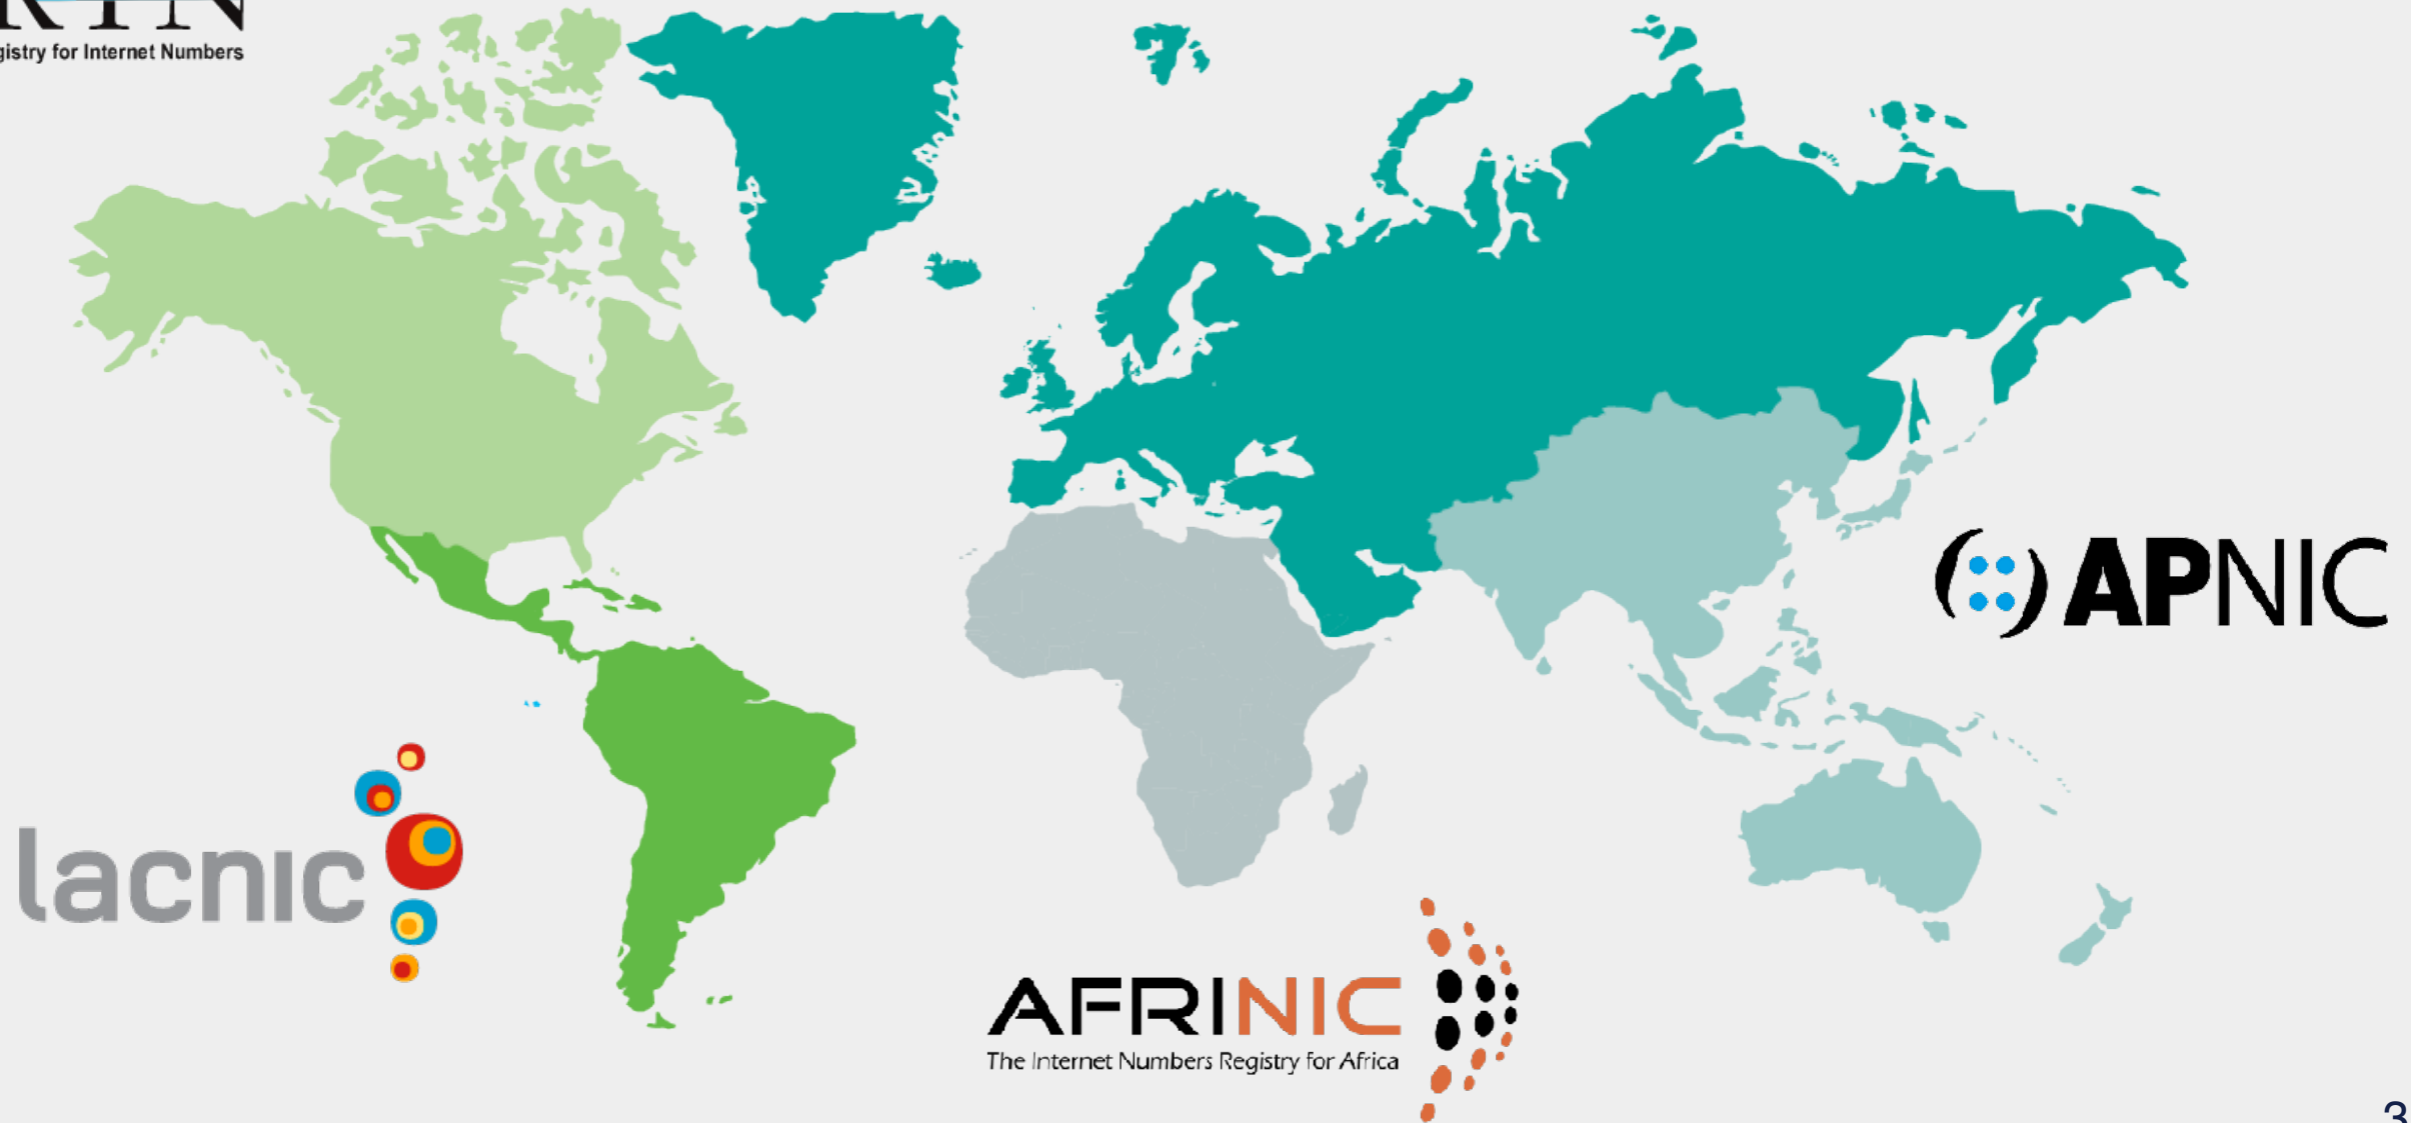 gistry for Internet Numbers
APNIC
lacnic
AFRINIC
The Internet Numbers Registry for Africa
3